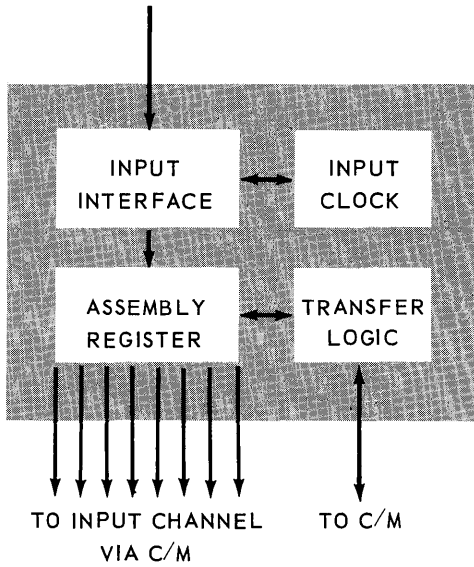 INPUT
INTERFACE
INPUT
CLOCK
ASSEMBLY
REGISTER
TRANSFER
LOGIC
TO INPUT CHANNEL
VIA C/M
TO C/M